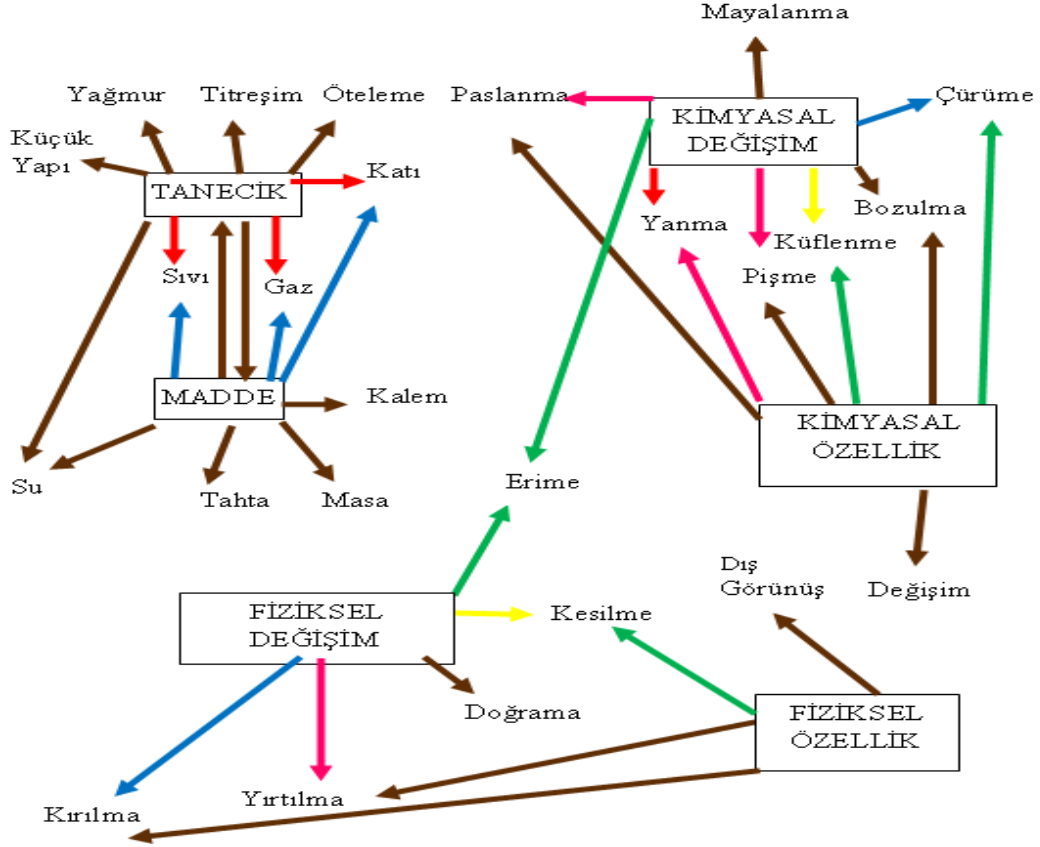 Mayalanma
Yağmur
Titreşim
Öteleme
Paslanma
Çürüme
Küçük
Yapı
KİMYASAL
DEĞİŞİM
TANECİK
Katı
Bozulma
Yanma
Küflenme
Sıvı
Gaz
Pişme
MADDE
Kalem
KİMYASAL
ÖZELLİK
Su
Tahta
Masa
Erime
Dış
Görünüş
Değişim
FİZİKSEL
DEĞİŞİM
Kesilme
Doğrama
FİZİKSEL
ÖZELLİK
Yırtılma
Kırılma